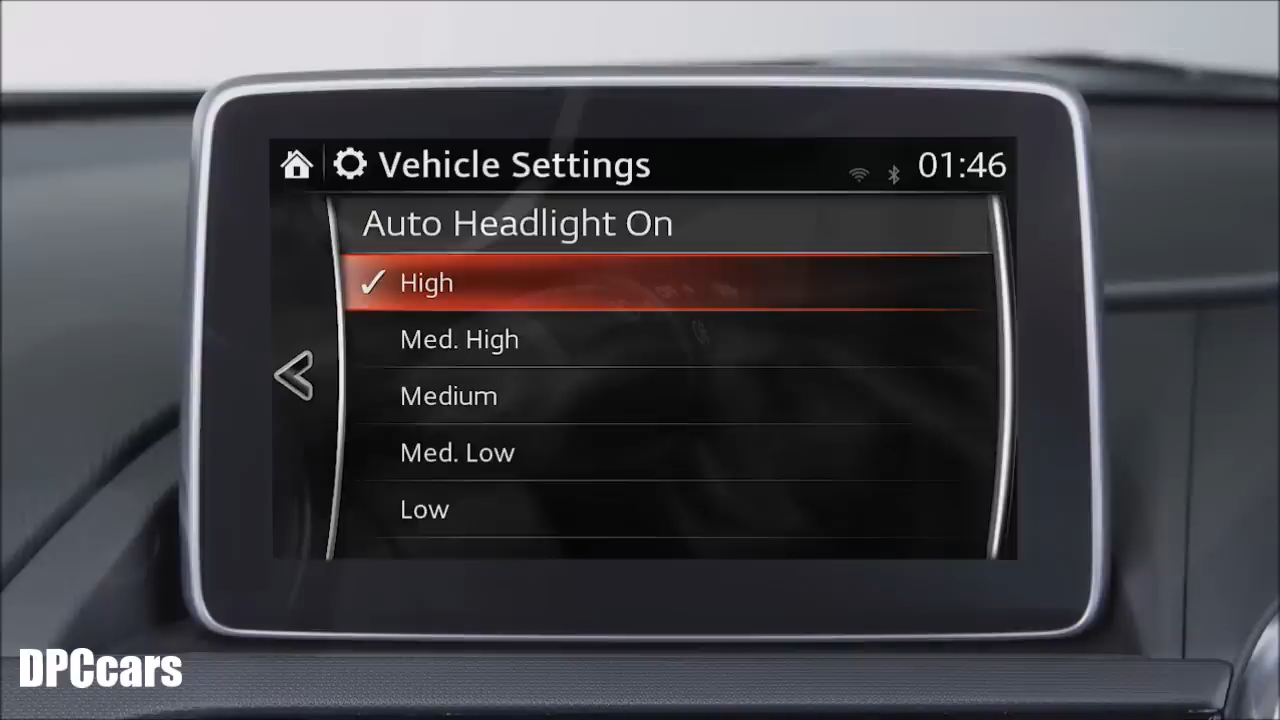 Vehicle Settings
01:46
Auto Headlight On
High
Med. High
Medium
Med. Low
Low
DPCcars